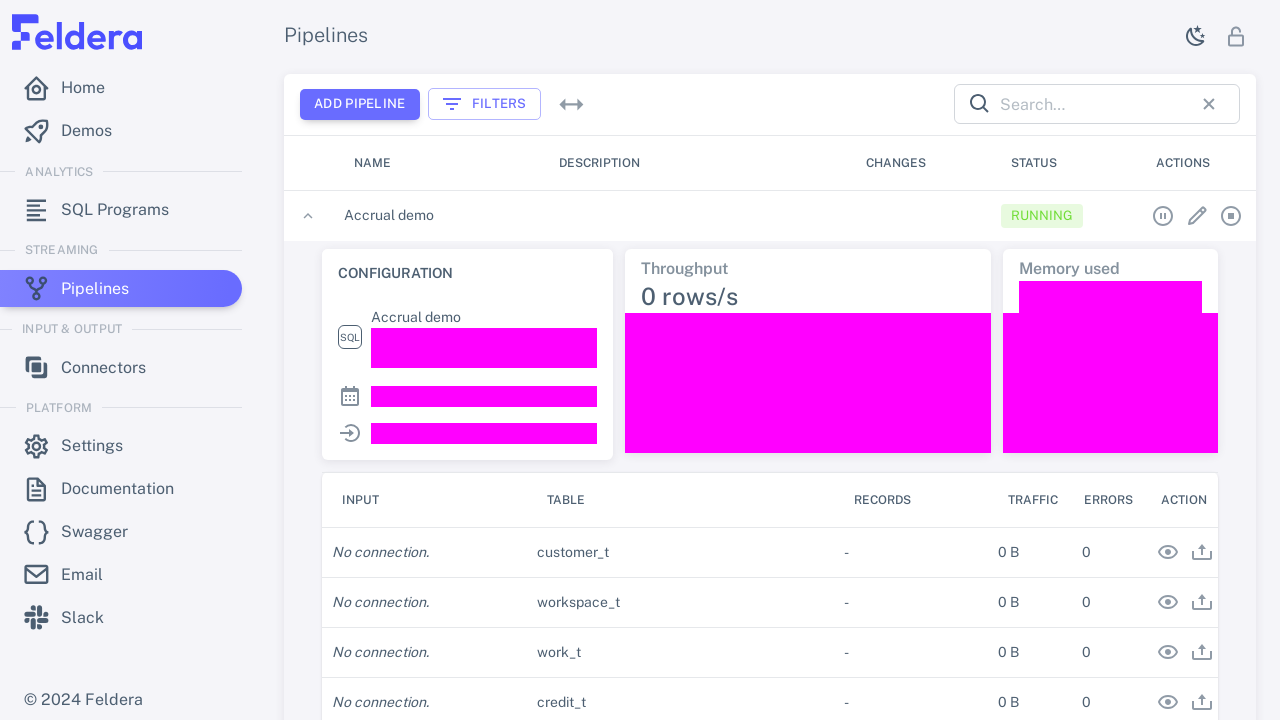 Feldera
Pipelines
Home
Demos
ANALYTICS
SQL Programs
STREAMING
Pipelines
INPUT & OUTPUT
Connectors
PLATFORM
Settings
Documentation
Swagger
Email
Slack
© 2024 Feldera
ADD PIPELINE
FILTERS
Search...
NAME DESCRIPTION CHANGES STATUS ACTIONS
Accrual demo RUNNING
CONFIGURATION
SQL Accrual demo
Throughput
0 rows/s
Memory used
INPUT TABLE RECORDS TRAFFIC ERRORS ACTION
No connection. customer_t - 0 B 0
No connection. workspace_t - 0 B 0
No connection. work_t - 0 B 0
No connection. credit_t - 0 B 0